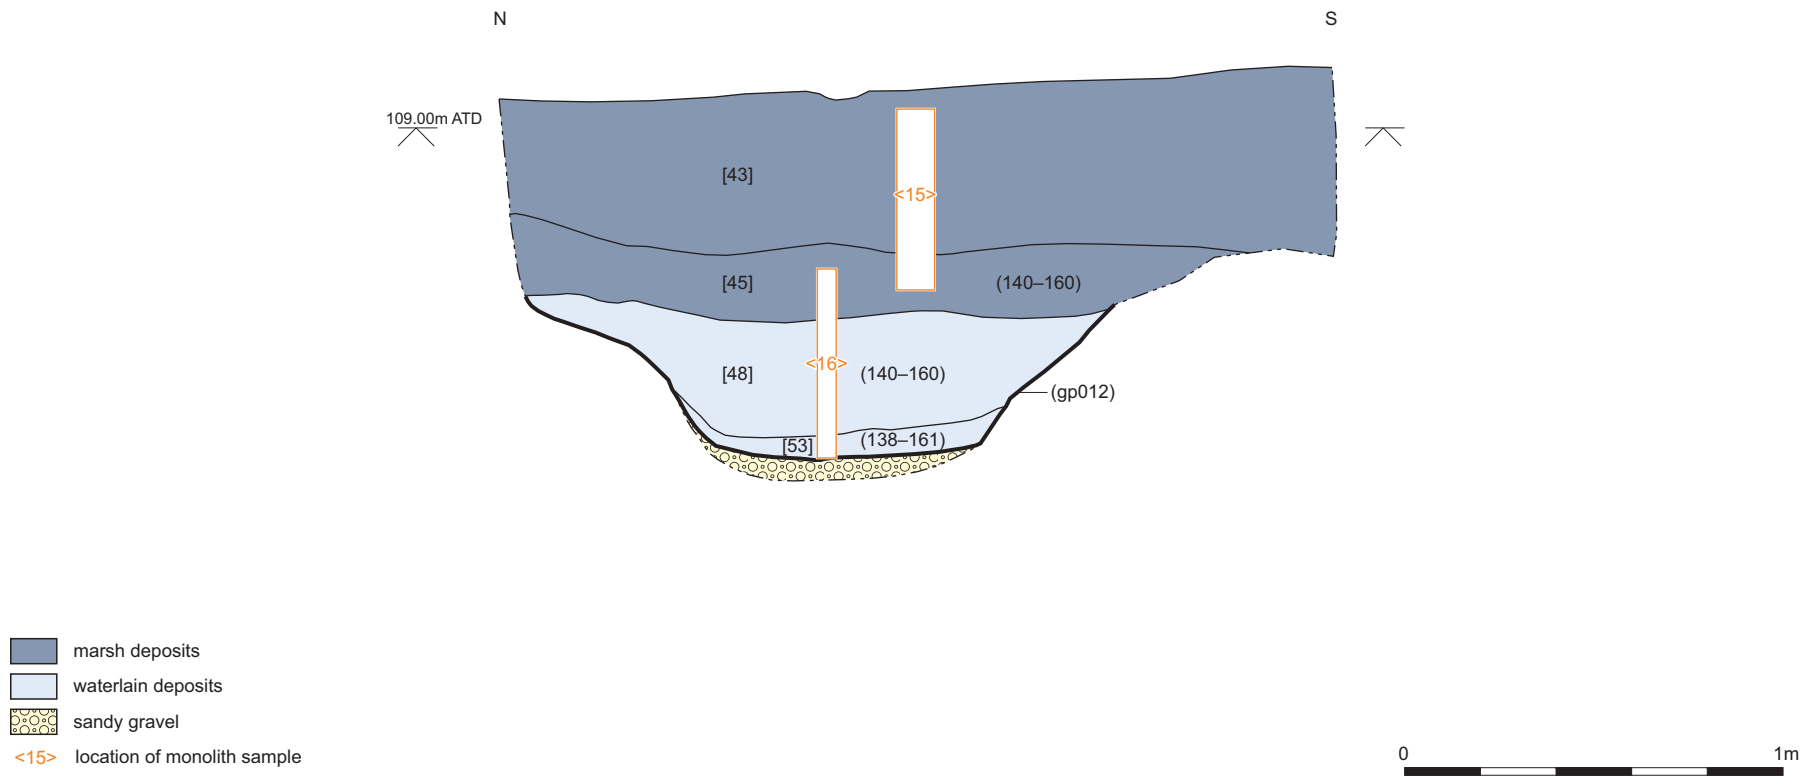 N S
109.00m ATD
[43]
<15>
[45] (140–160)
<16>
[48] (140–160)
(gp012)
[53] (138–161)
marsh deposits
waterlain deposits
sandy gravel
<15> location of monolith sample
0 1m